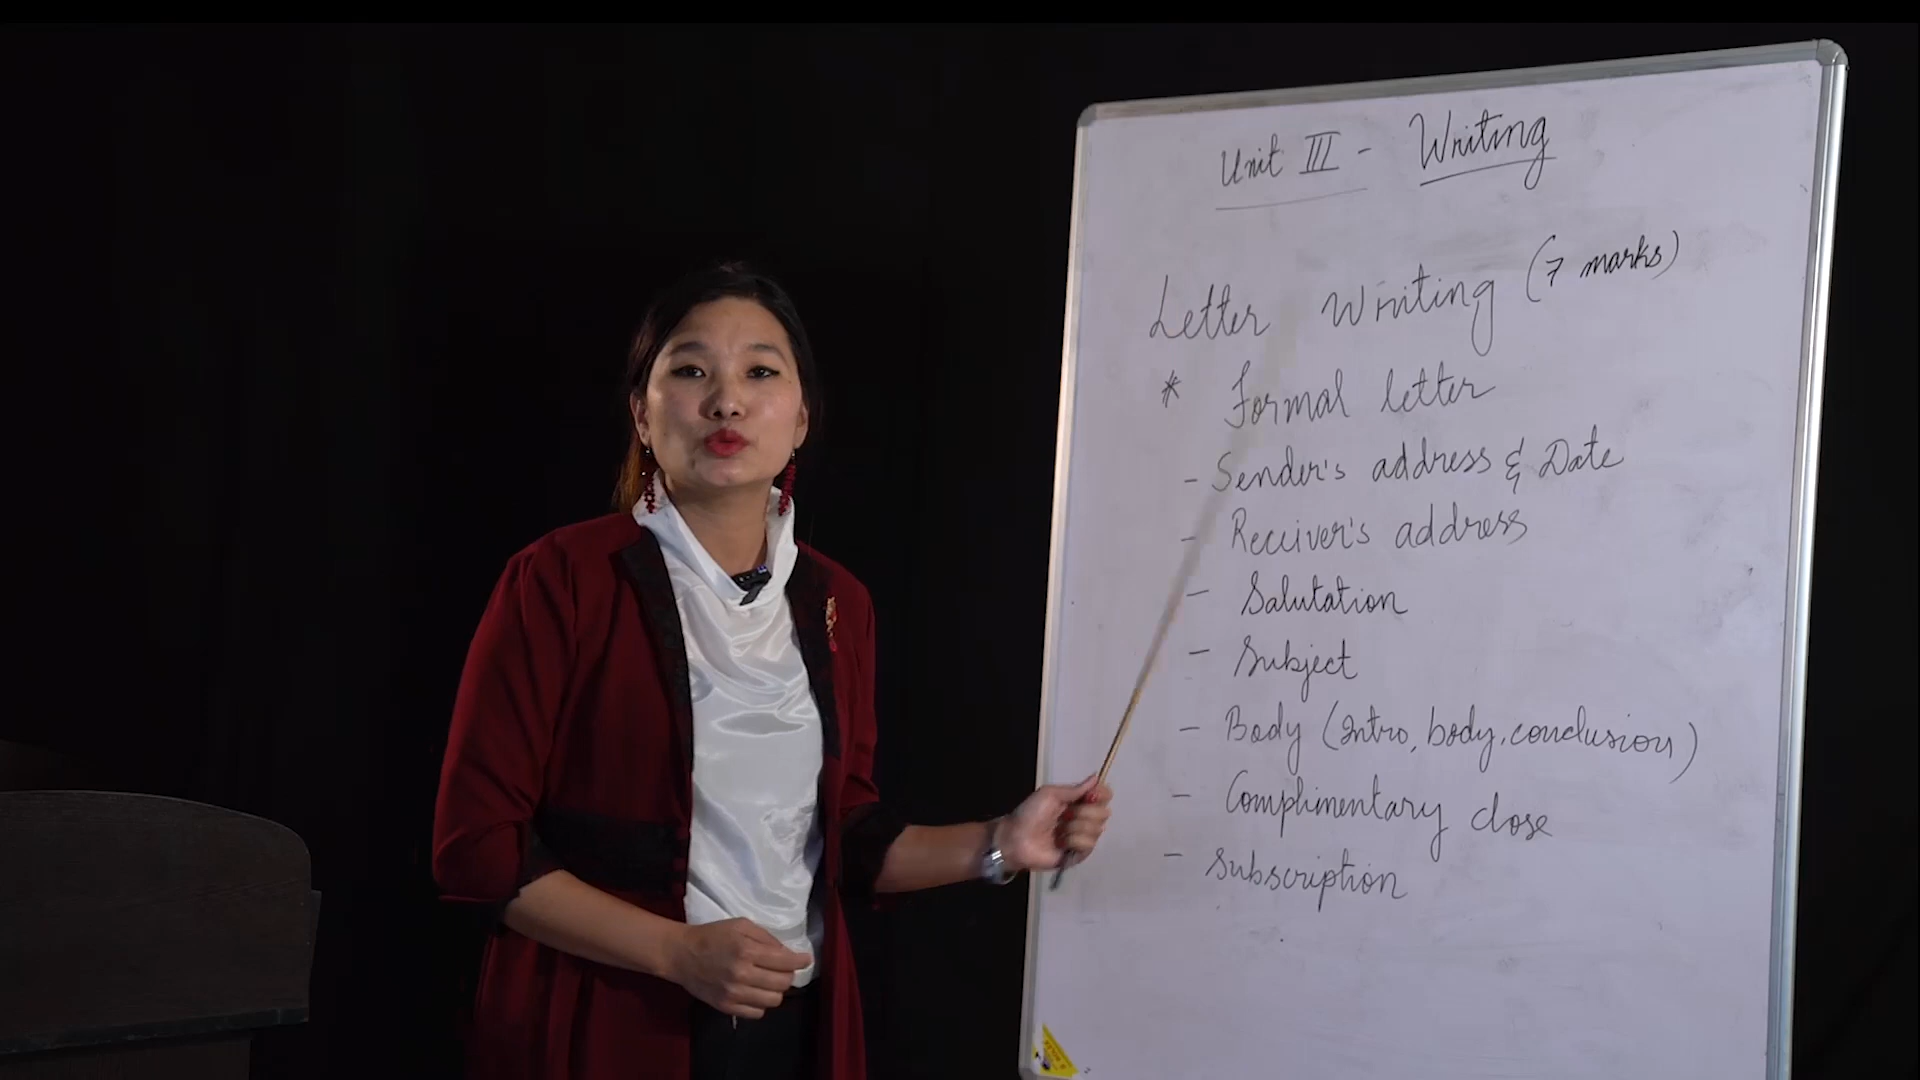 Unit III - Writing
Letter Writing (7 marks)
* Formal letter
- Sender's address & Date
- Receiver's address
- Salutation
- Subject
- Body (Intro, body, conclusion)
- Complimentary close
- Subscription